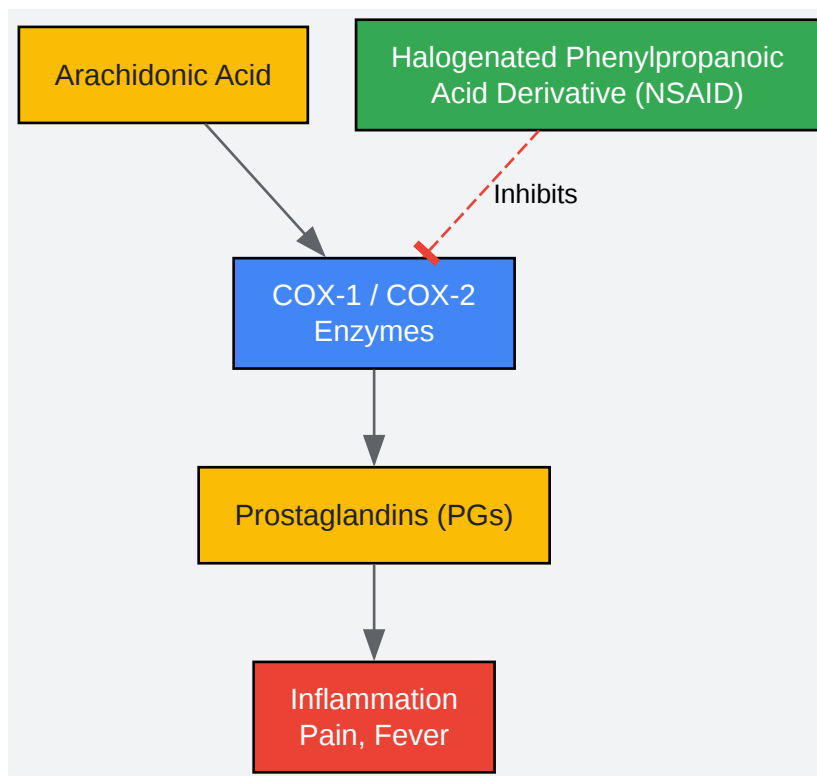 Arachidonic Acid
Halogenated Phenylpropanoic
Acid Derivative (NSAID)
Inhibits
COX-1 / COX-2
Enzymes
Prostaglandins (PGs)
Inflammation
Pain, Fever